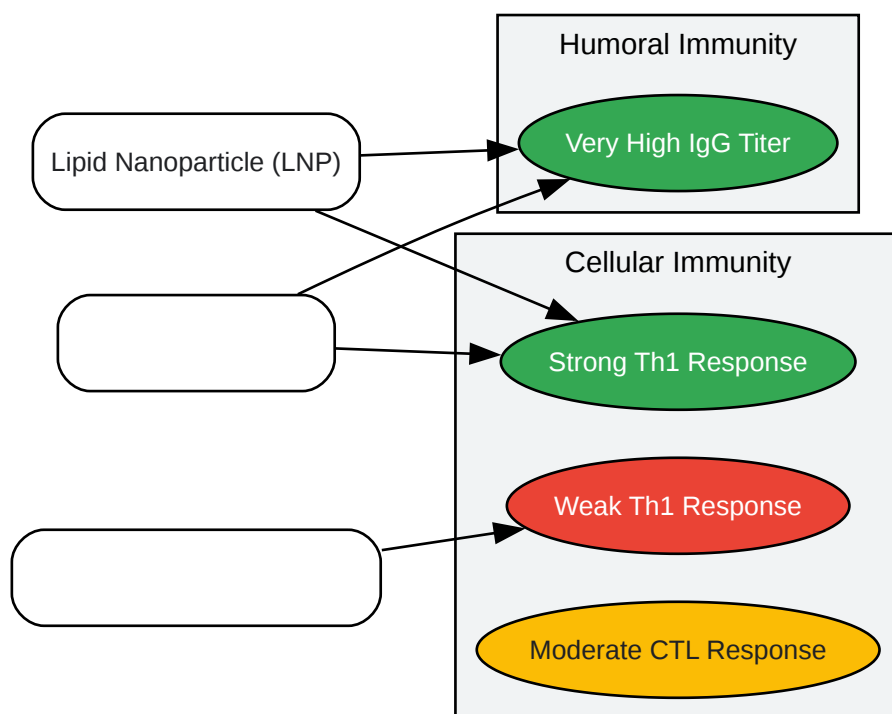 Humoral Immunity
Lipid Nanoparticle (LNP)
Very High IgG Titer
Cellular Immunity
Strong Th1 Response
Weak Th1 Response
Moderate CTL Response